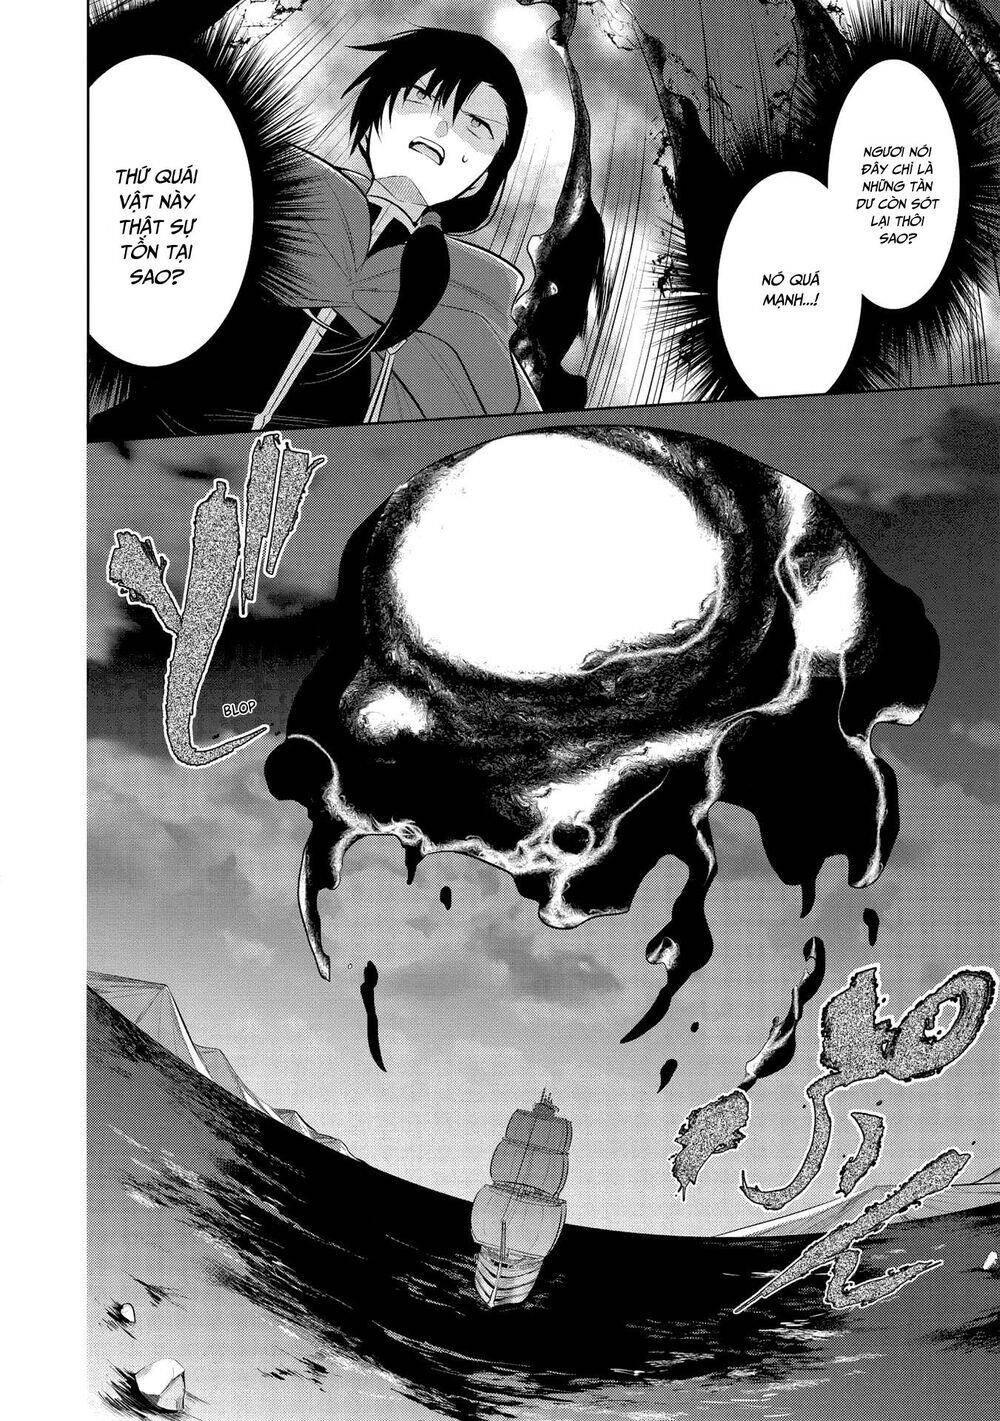 NGƯƠI NÓI
ĐÂY CHỈ LÀ
NHỮNG TÀN
DƯ CÒN SÓT
LẠI THÔI
SAO?
NÓ QUÁ
MẠNH...!
THỨ QUÁI
VẬT NÀY
THẬT SỰ
TỒN TẠI
SAO?
BLOP